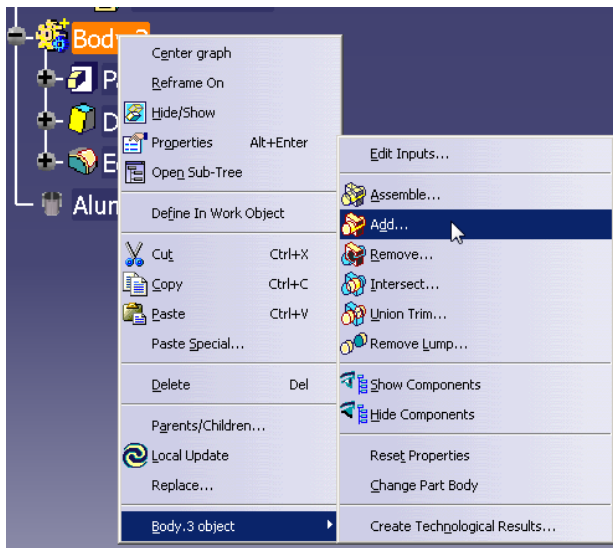 Body.3
Center graph
Reframe On
Hide/Show
Properties Alt+Enter
Open Sub-Tree
Define In Work Object
Cut Ctrl+X
Copy Ctrl+C
Paste Ctrl+V
Paste Special...
Delete Del
Parents/Children...
Local Update
Replace...
Body.3 object
Edit Inputs...
Assemble...
Add...
Remove...
Intersect...
Union Trim...
Remove Lump...
Show Components
Hide Components
Reset Properties
Change Part Body
Create Technological Results...
P
D
E
Alum